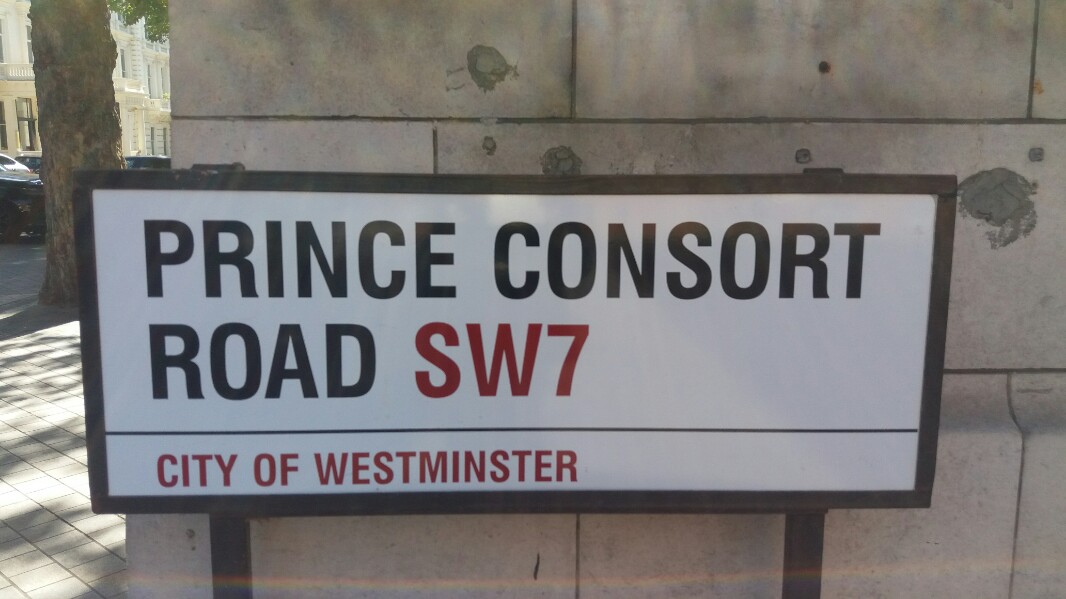 PRINCE CONSORT
ROAD SW7
CITY OF WESTMINSTER